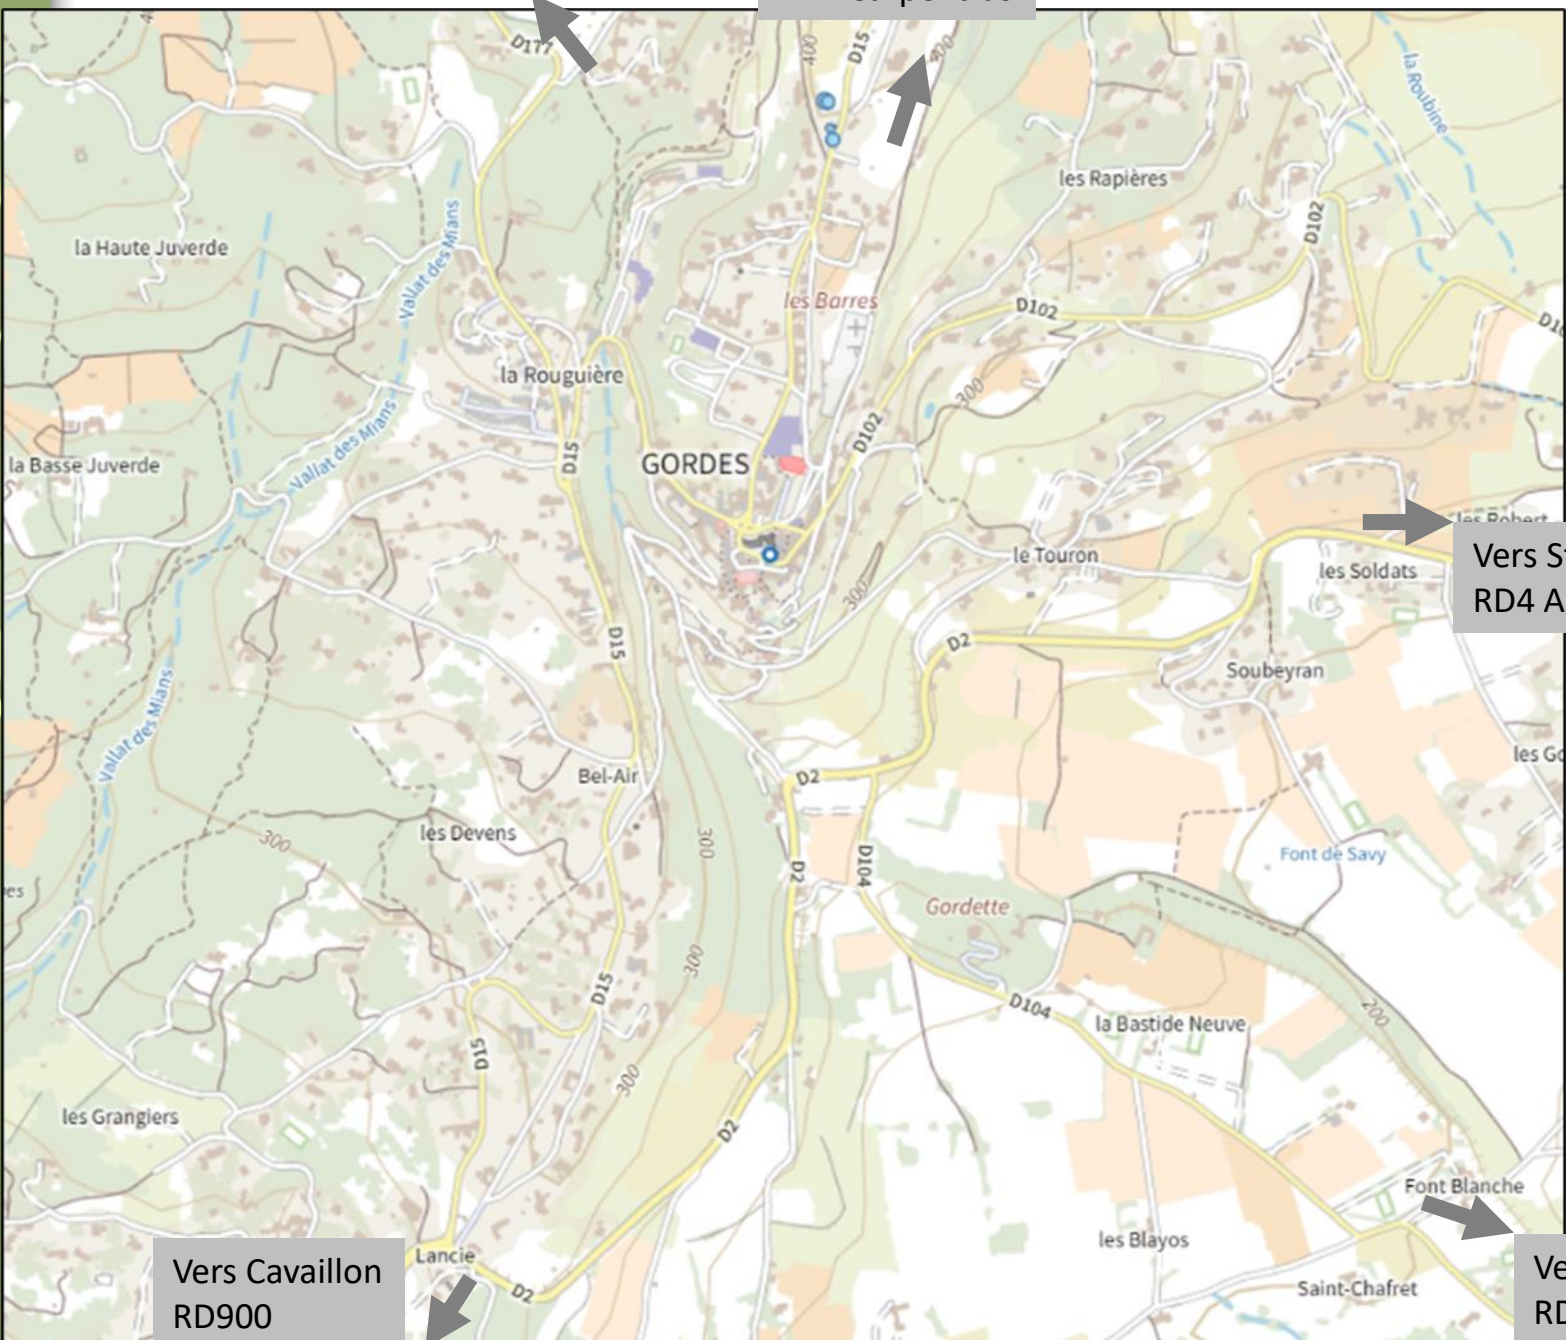 D177
400
D15
400
la Roubine
les Rapières
D102
la Haute Juverde
Vallat des Mians
les Barres
D102
la Rouguière
300
D102
Vallat des Mians
GORDES
D15
la Basse Juverde
les Robert
le Touron
Vers
les Soldats
RD4
300
D15
D2
Soubeyran
Vallat des Mians
Bel-Air
D2
les Devens
300
300
D2
D104
Font de Savy
Gordette
300
D15
D104
la Bastide Neuve
200
D15
300
les Grangiers
D2
Font Blanche
les Blayos
Lancie
Vers Cavaillon
RD900
D2
Saint-Chafret